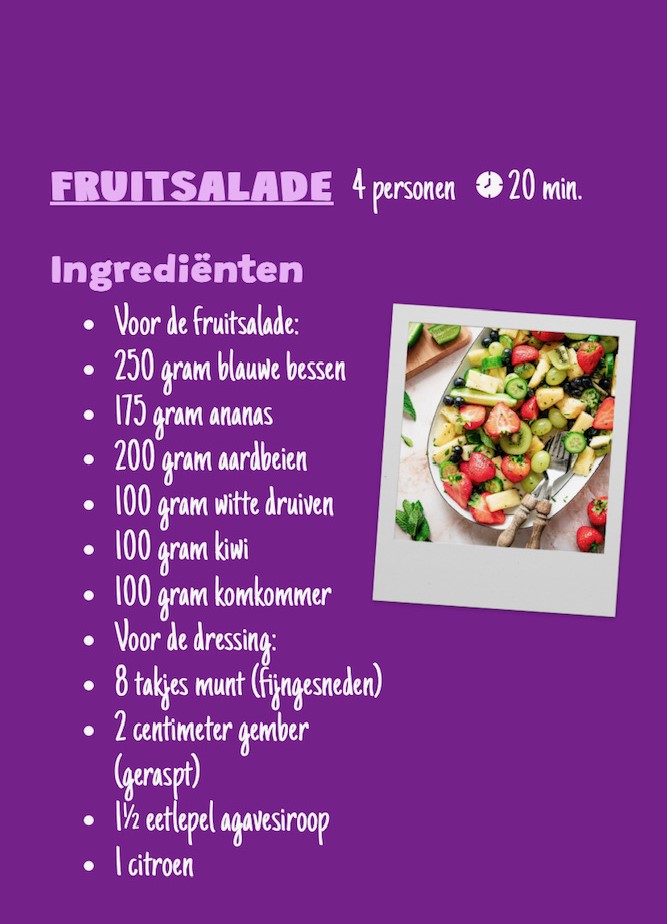 FRUITSALADE 4 personen 20 min.
Ingrediënten
• Voor de fruitsalade:
• 250 gram blauwe bessen
• 175 gram ananas
• 200 gram aardbeien
• 100 gram witte druiven
• 100 gram kiwi
• 100 gram komkommer
• Voor de dressing:
• 8 takjes munt (fijngesneden)
• 2 centimeter gember
(geraspt)
• 1½ eetlepel agavesiroop
• 1 citroen